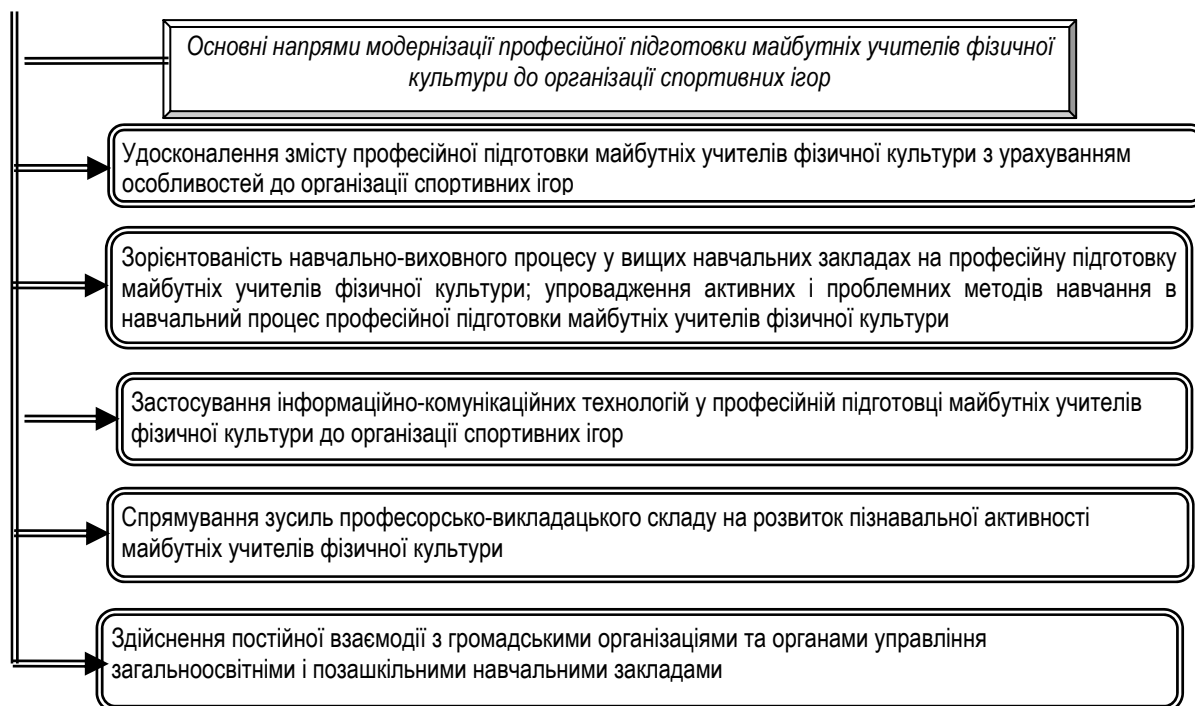 Основні напрями модернізації професійної підготовки майбутніх учителів фізичної
культури до організації спортивних ігор
Удосконалення змісту професійної підготовки майбутніх учителів фізичної культури з урахуванням
особливостей до організації спортивних ігор
Зорієнтованість навчально-виховного процесу у вищих навчальних закладах на професійну підготовку
майбутніх учителів фізичної культури; упровадження активних і проблемних методів навчання в
навчальний процес професійної підготовки майбутніх учителів фізичної культури
Застосування інформаційно-комунікаційних технологій у професійній підготовці майбутніх учителів
фізичної культури до організації спортивних ігор
Спрямування зусиль професорсько-викладацького складу на розвиток пізнавальної активності
майбутніх учителів фізичної культури
Здійснення постійної взаємодії з громадськими організаціями та органами управління
загальноосвітніми і позашкільними навчальними закладами